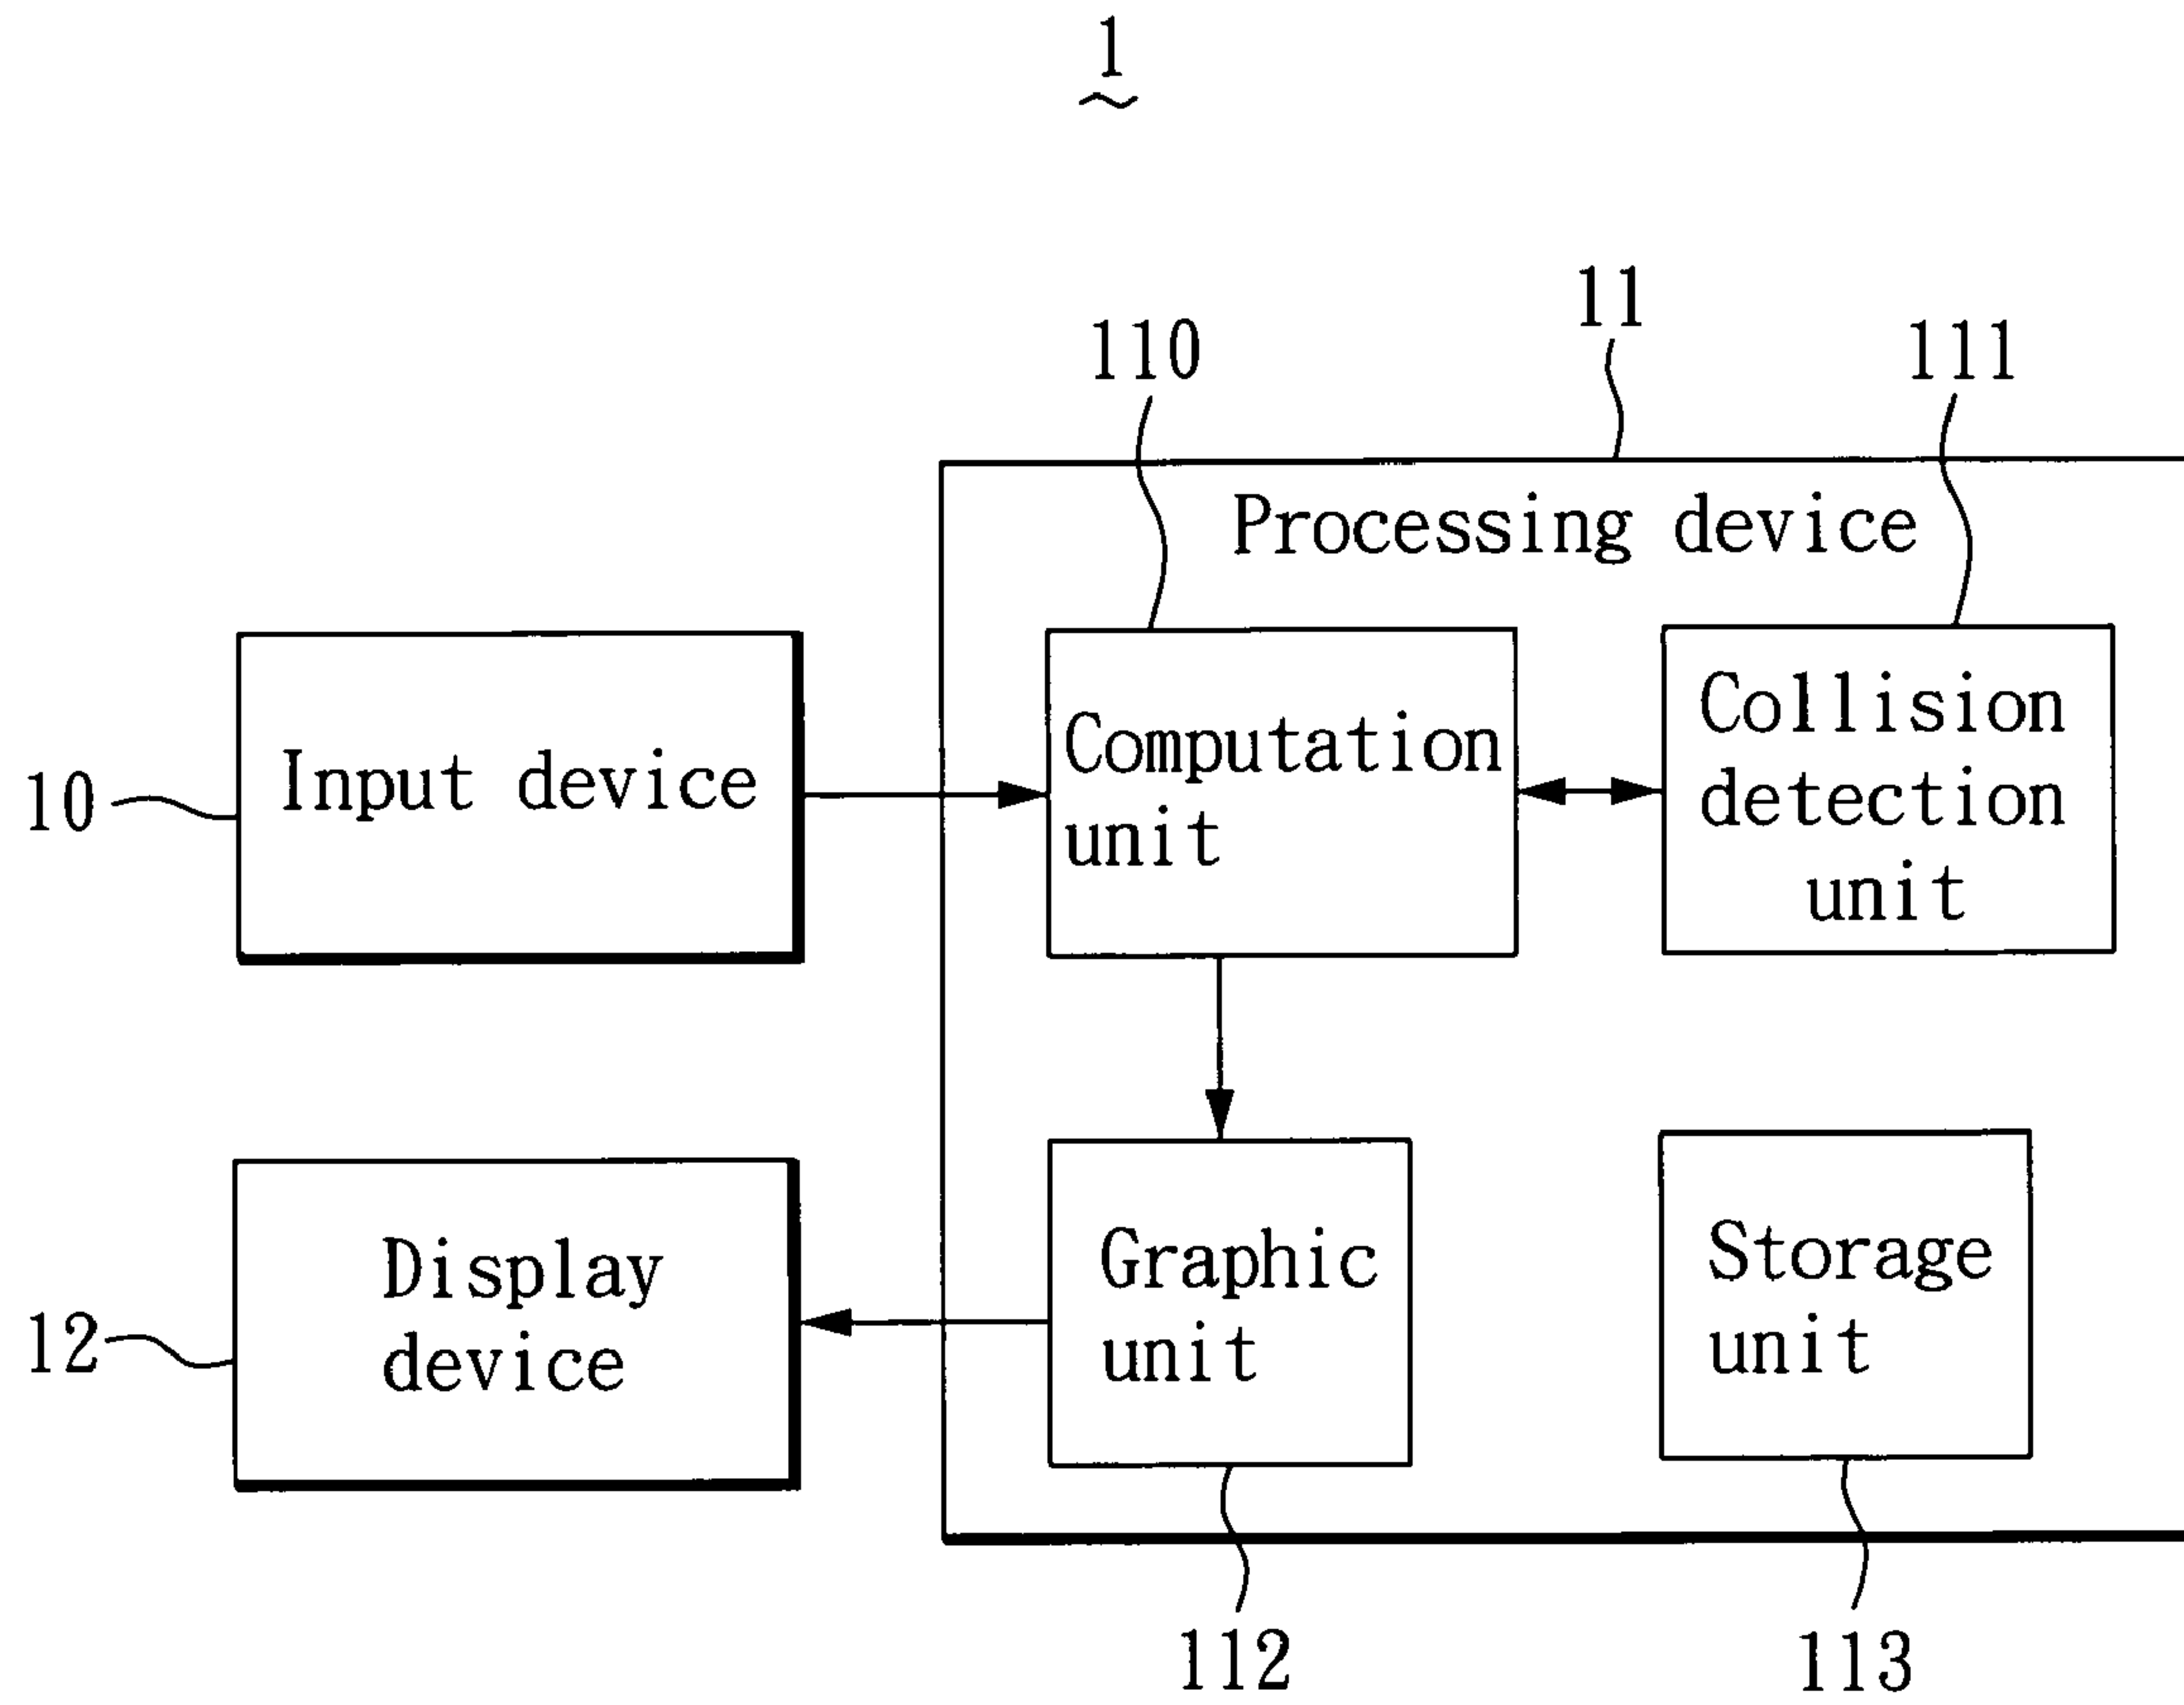 1
11
110
111
Processing device
Input device
10
Computation
unit
Collision
detection
unit
Display
device
12
Graphic
unit
Storage
unit
112
113